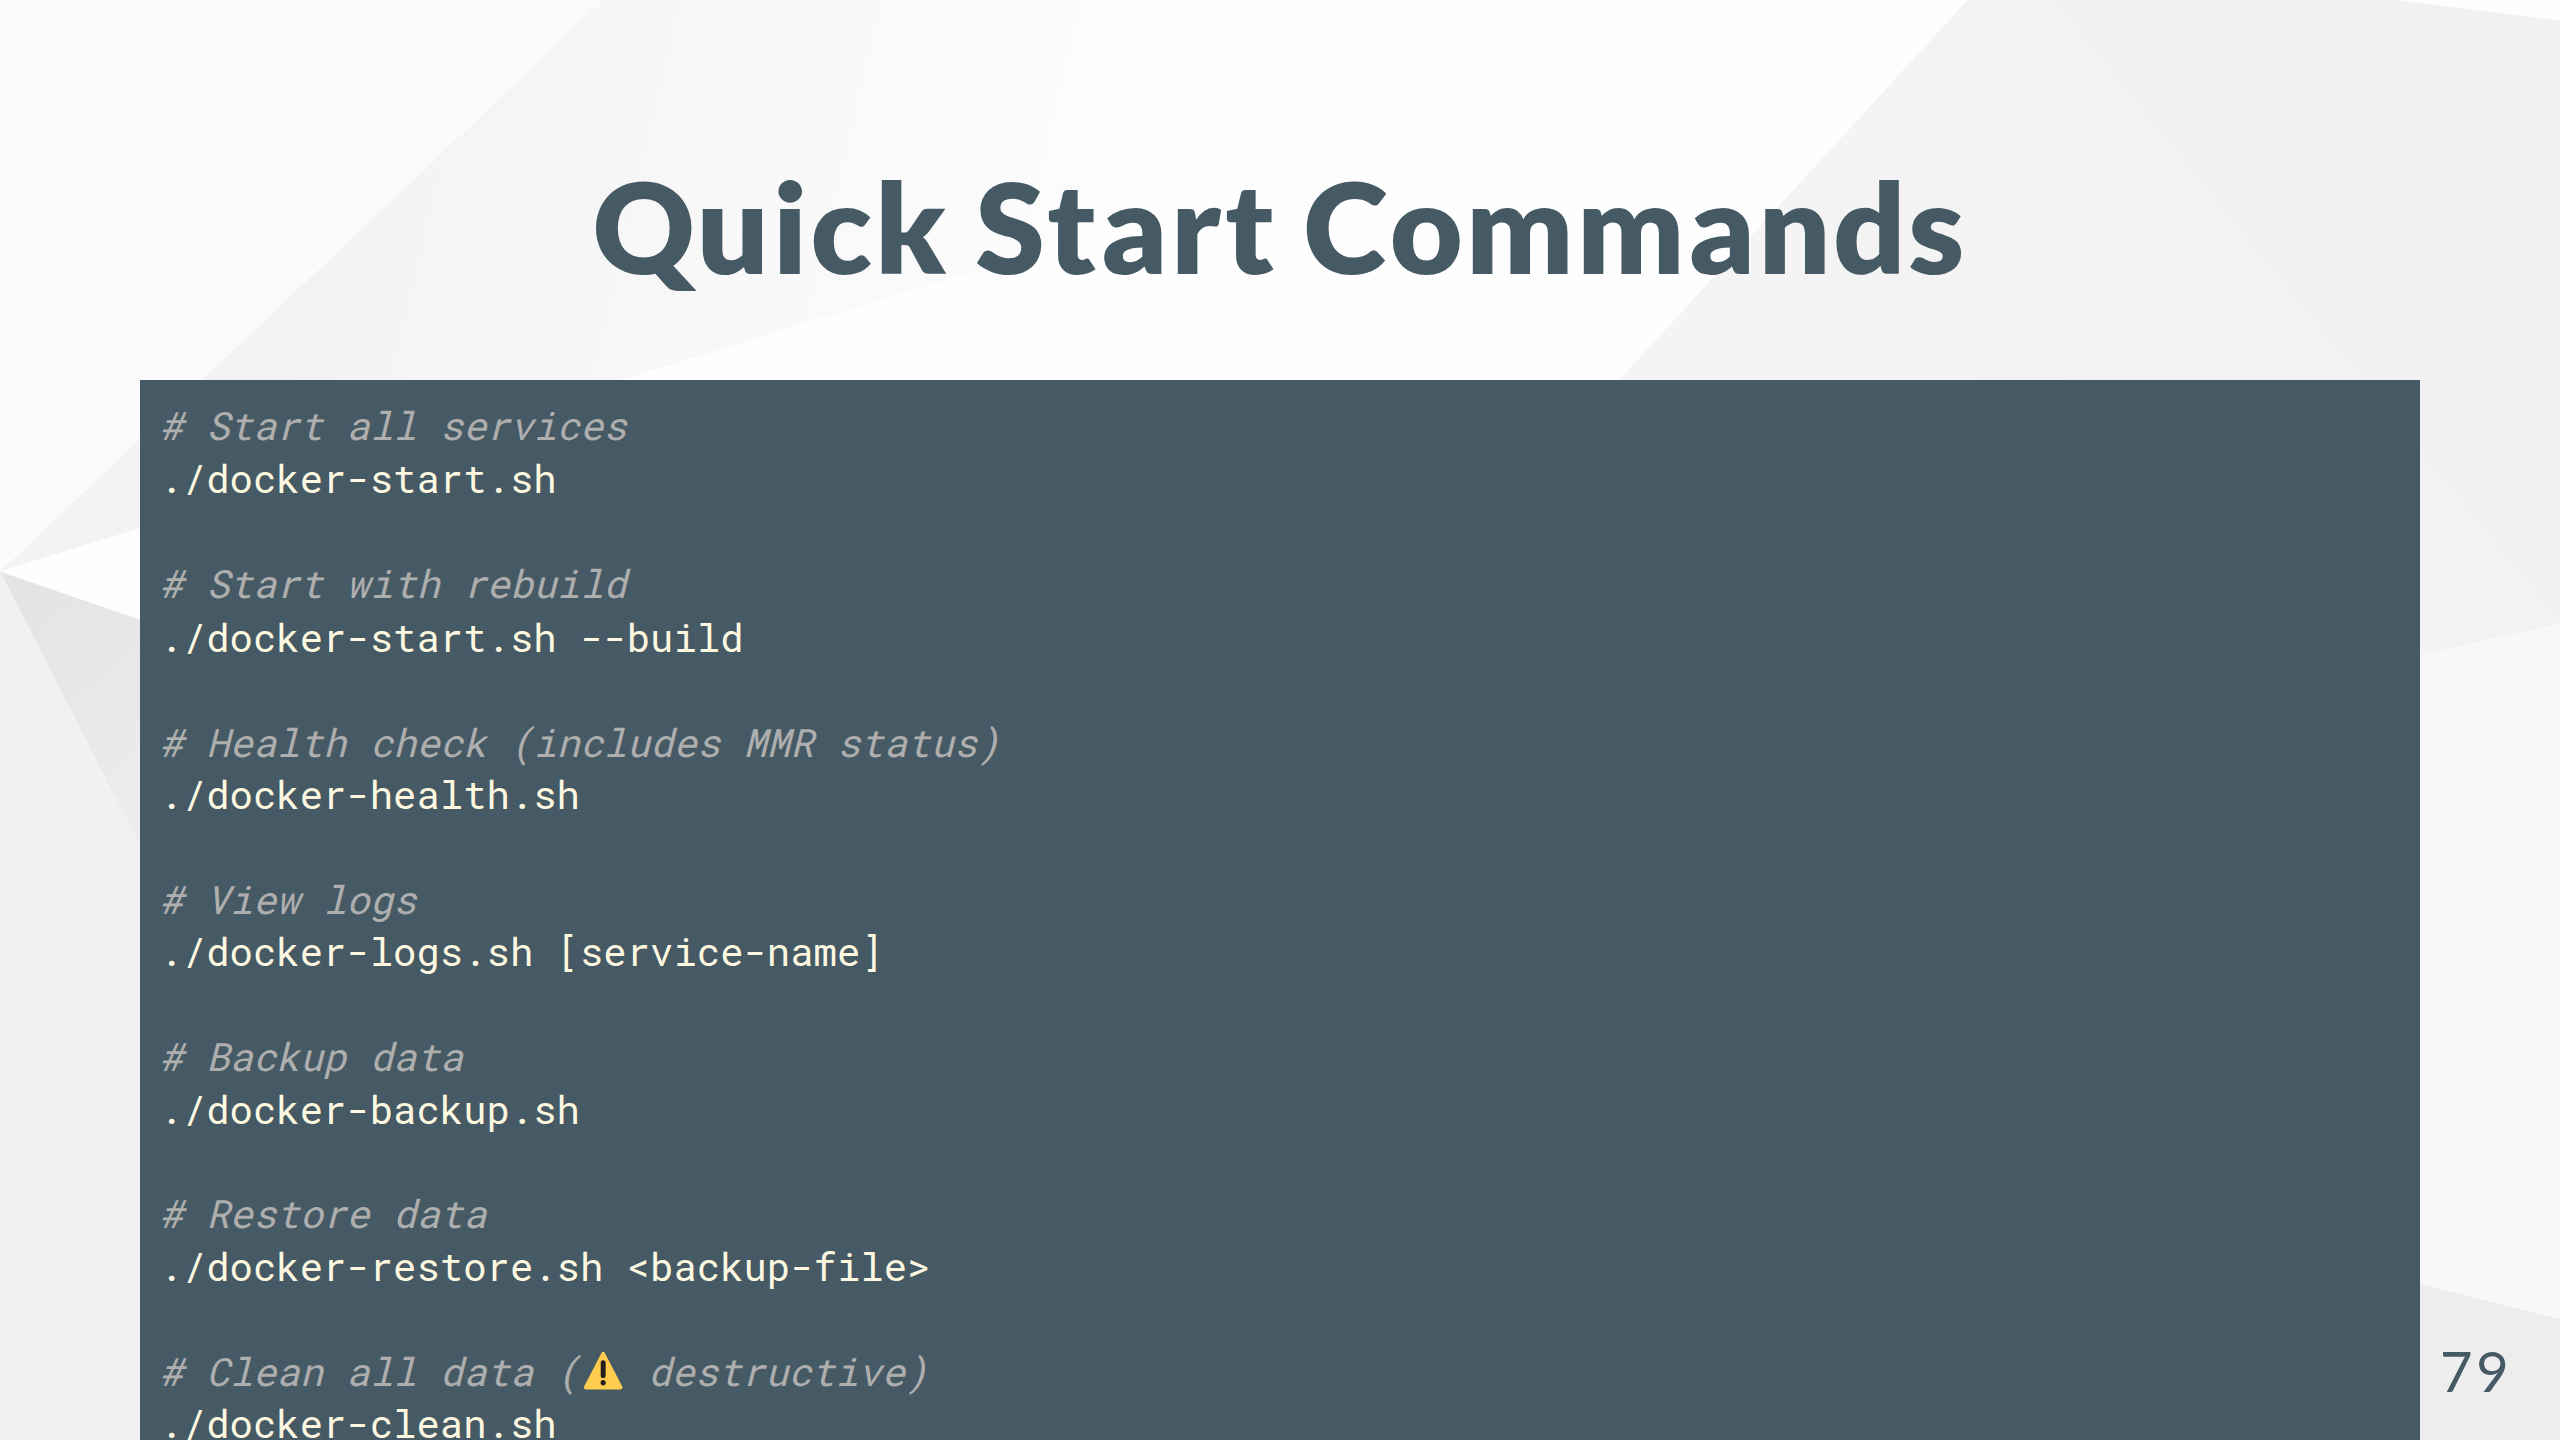 Quick Start Commands
# Start all services
./docker-start.sh
# Start with rebuild
./docker-start.sh --build
# Health check (includes MMR status)
./docker-health.sh
# View logs
./docker-logs.sh [service-name]
# Backup data
./docker-backup.sh
# Restore data
./docker-restore.sh <backup-file>
# Clean all data (⚠️ destructive)
./docker-clean.sh
79